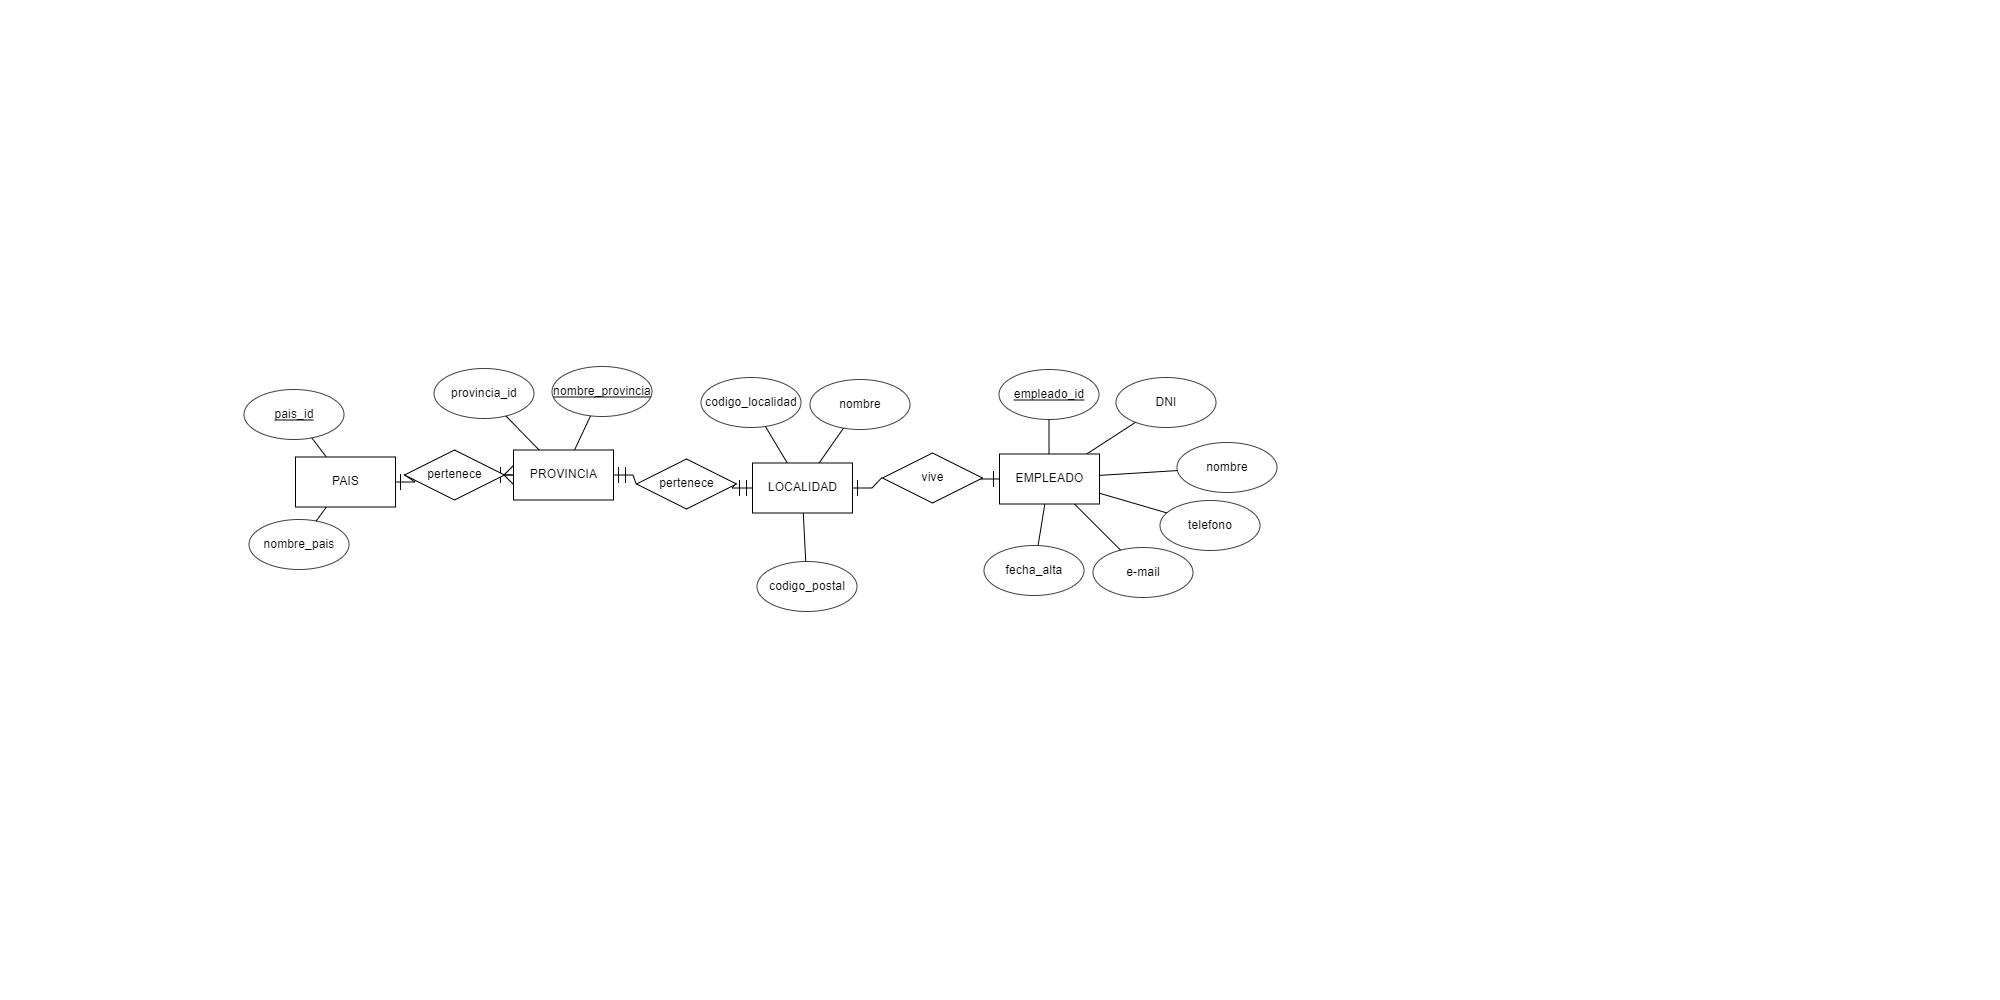 pais_id
provincia_id
nombre_provincia
codigo_localidad
nombre
empleado_id
DNI
PAIS
pertenece
PROVINCIA
pertenece
LOCALIDAD
vive
EMPLEADO
nombre
telefono
nombre_pais
codigo_postal
fecha_alta
e-mail